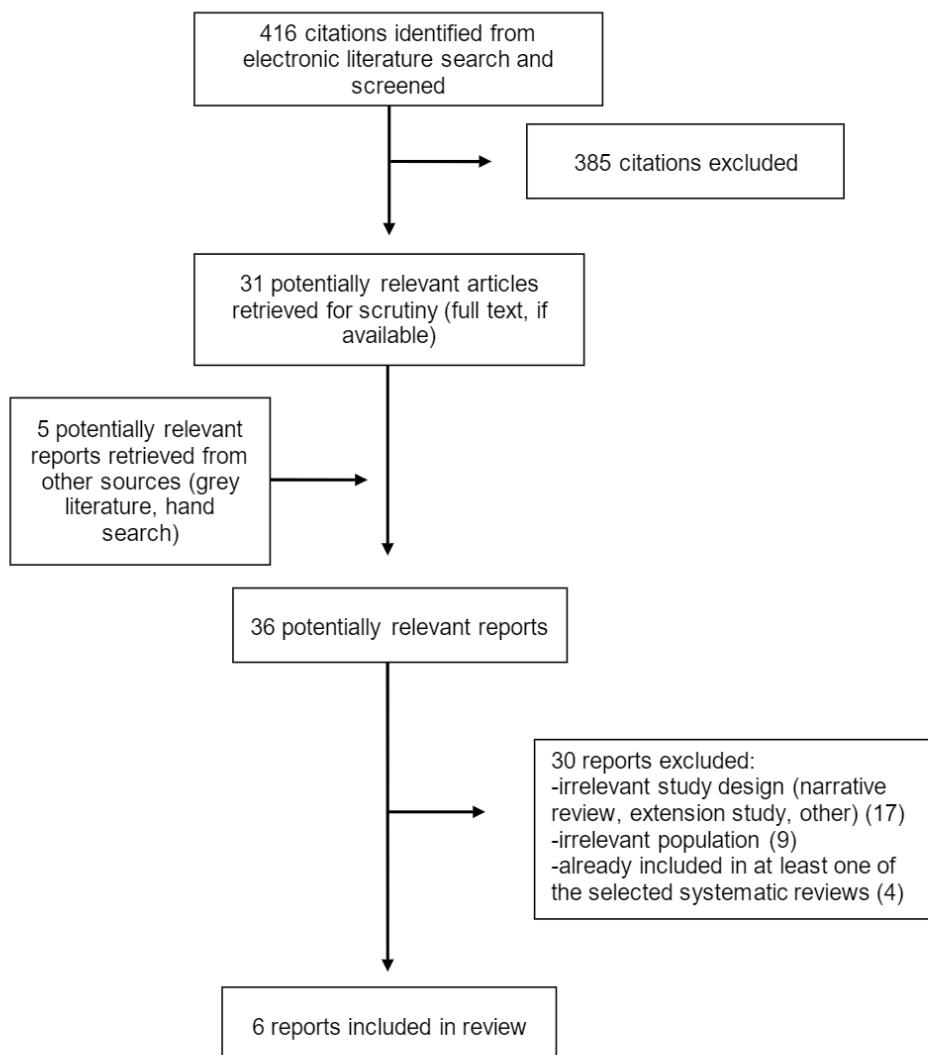 416 citations identified from
electronic literature search and
screened
385 citations excluded
31 potentially relevant articles
retrieved for scrutiny (full text, if
available)
5 potentially relevant
reports retrieved from
other sources (grey
literature, hand
search)
36 potentially relevant reports
30 reports excluded:
-irrelevant study design (narrative
review, extension study, other) (17)
-irrelevant population (9)
-already included in at least one of
the selected systematic reviews (4)
6 reports included in review